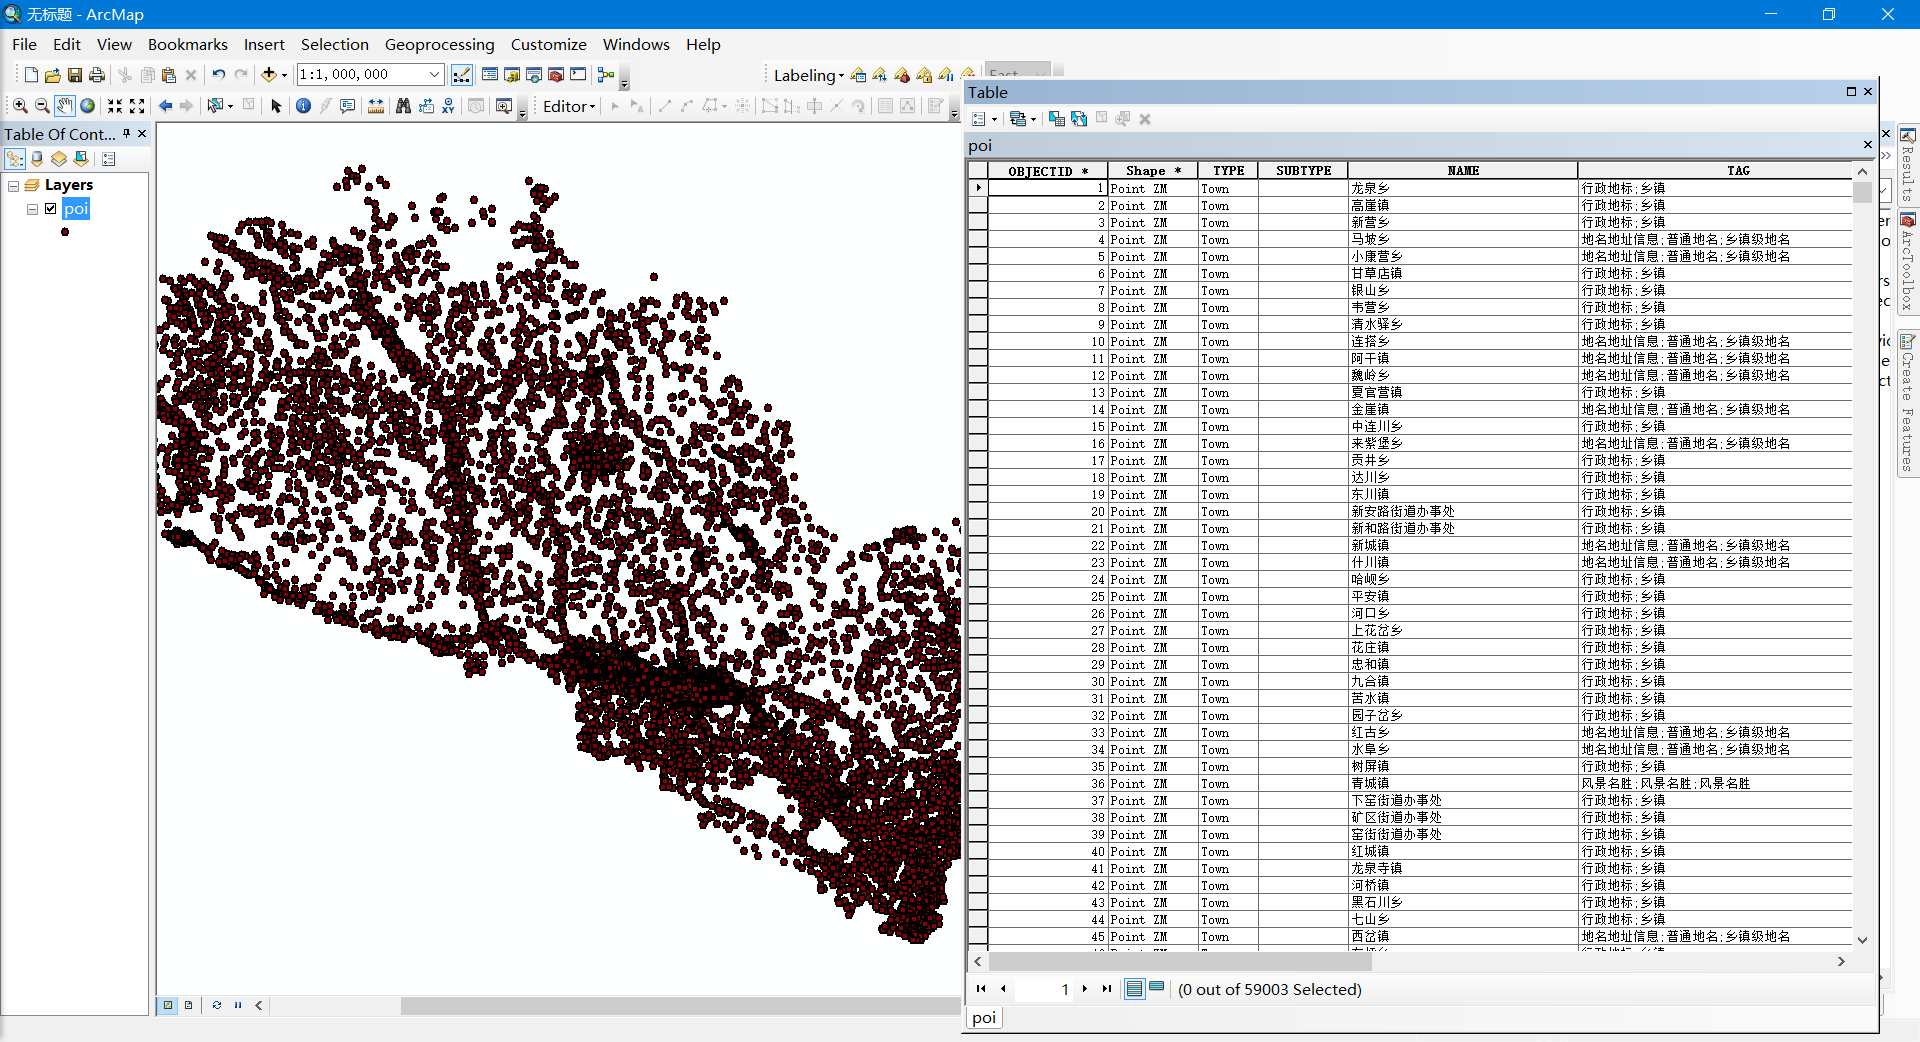 无标题 - ArcMap
File Edit View Bookmarks Insert Selection Geoprocessing Customize Windows Help
1:1,000,000
Labeling
Fast
Editor
Table Of Cont...
Layers
poi
Table
poi
OBJECTID * Shape * TYPE SUBTYPE NAME TAG
1 Point ZM Town 龙泉乡 行政地标;乡镇
2 Point ZM Town 高崖镇 行政地标;乡镇
3 Point ZM Town 新营乡 行政地标;乡镇
4 Point ZM Town 马坡乡 地名地址信息;普通地名;乡镇级地名
5 Point ZM Town 小康营乡 地名地址信息;普通地名;乡镇级地名
6 Point ZM Town 甘草店镇 行政地标;乡镇
7 Point ZM Town 银山乡 行政地标;乡镇
8 Point ZM Town 韦营乡 行政地标;乡镇
9 Point ZM Town 清水驿乡 行政地标;乡镇
10 Point ZM Town 连搭乡 地名地址信息;普通地名;乡镇级地名
11 Point ZM Town 阿干镇 地名地址信息;普通地名;乡镇级地名
12 Point ZM Town 魏岭乡 地名地址信息;普通地名;乡镇级地名
13 Point ZM Town 夏官营镇 行政地标;乡镇
14 Point ZM Town 金崖镇 地名地址信息;普通地名;乡镇级地名
15 Point ZM Town 中连川乡 行政地标;乡镇
16 Point ZM Town 来紫堡乡 地名地址信息;普通地名;乡镇级地名
17 Point ZM Town 贡井乡 行政地标;乡镇
18 Point ZM Town 达川乡 行政地标;乡镇
19 Point ZM Town 东川镇 行政地标;乡镇
20 Point ZM Town 新安路街道办事处 行政地标;乡镇
21 Point ZM Town 新和路街道办事处 行政地标;乡镇
22 Point ZM Town 新城镇 地名地址信息;普通地名;乡镇级地名
23 Point ZM Town 什川镇 地名地址信息;普通地名;乡镇级地名
24 Point ZM Town 哈岘乡 行政地标;乡镇
25 Point ZM Town 平安镇 行政地标;乡镇
26 Point ZM Town 河口乡 行政地标;乡镇
27 Point ZM Town 上花岔乡 行政地标;乡镇
28 Point ZM Town 花庄镇 行政地标;乡镇
29 Point ZM Town 忠和镇 行政地标;乡镇
30 Point ZM Town 九合镇 行政地标;乡镇
31 Point ZM Town 苦水镇 行政地标;乡镇
32 Point ZM Town 园子岔乡 行政地标;乡镇
33 Point ZM Town 红古乡 地名地址信息;普通地名;乡镇级地名
34 Point ZM Town 水阜乡 地名地址信息;普通地名;乡镇级地名
35 Point ZM Town 树屏镇 行政地标;乡镇
36 Point ZM Town 青城镇 风景名胜;风景名胜;风景名胜
37 Point ZM Town 下窑街道办事处 行政地标;乡镇
38 Point ZM Town 矿区街道办事处 行政地标;乡镇
39 Point ZM Town 窑街街道办事处 行政地标;乡镇
40 Point ZM Town 红城镇 行政地标;乡镇
41 Point ZM Town 龙泉寺镇 行政地标;乡镇
42 Point ZM Town 河桥镇 行政地标;乡镇
43 Point ZM Town 黑石川乡 行政地标;乡镇
44 Point ZM Town 七山乡 行政地标;乡镇
45 Point ZM Town 西岔镇 地名地址信息;普通地名;乡镇级地名
1 (0 out of 59003 Selected)
poi
Results
ArcToolbox
Create Features